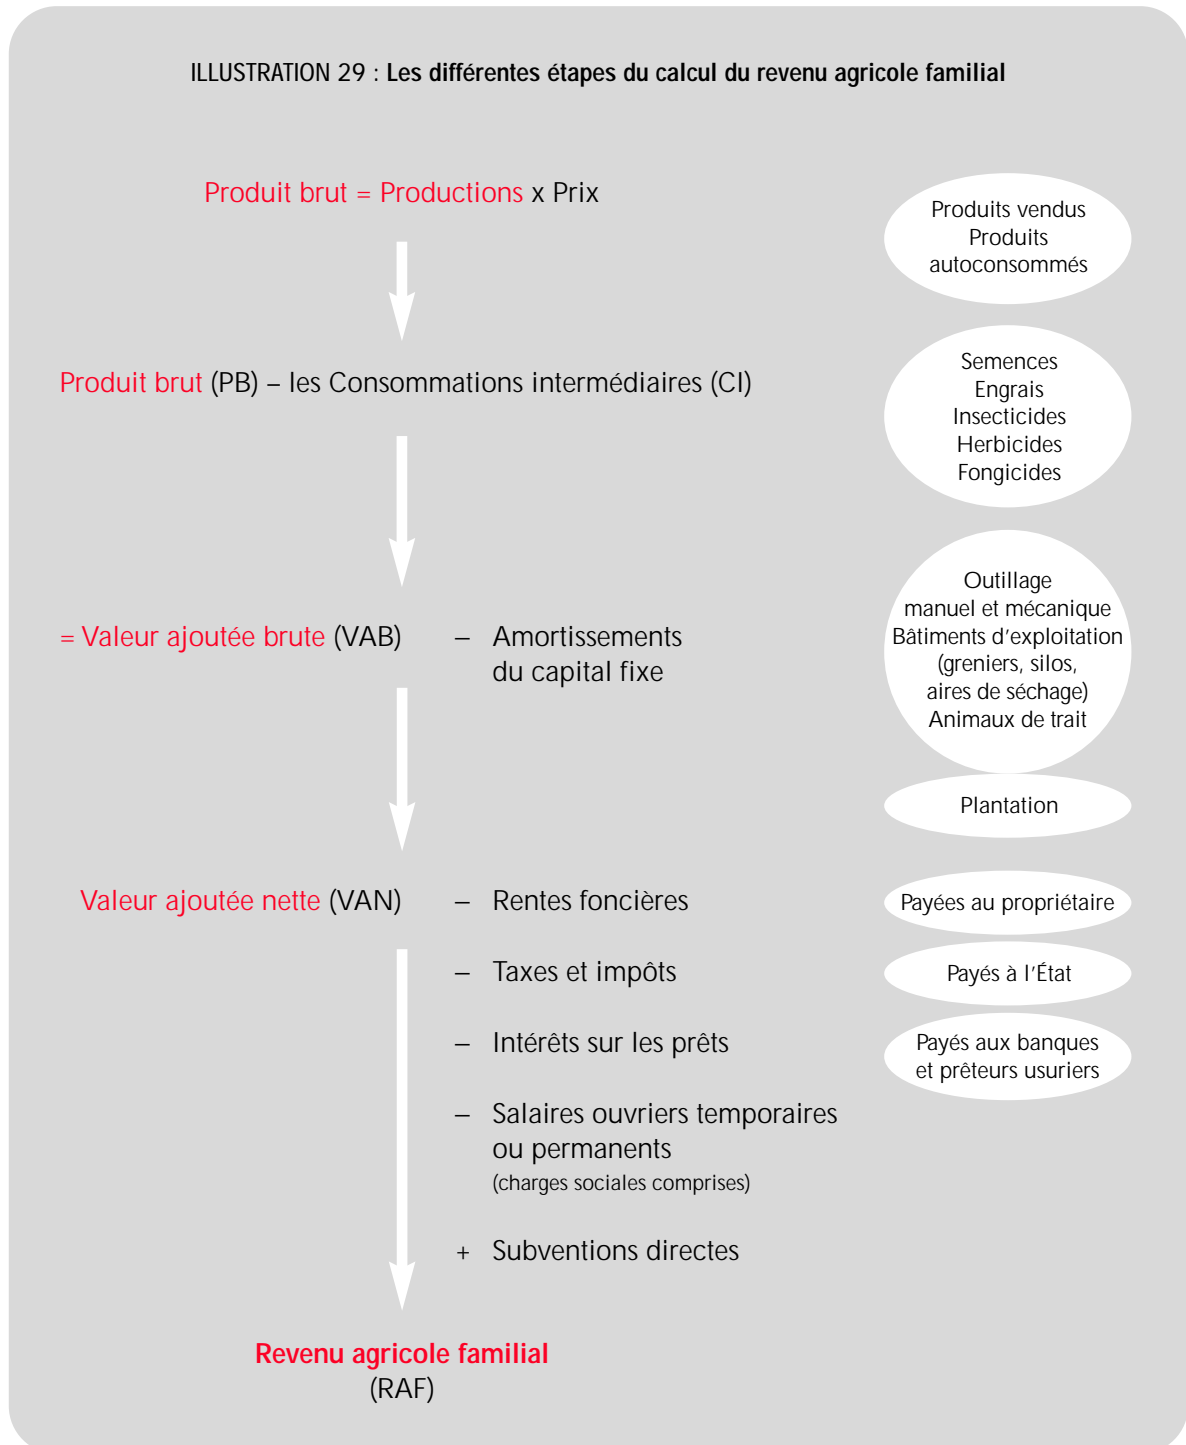 ILLUSTRATION 29 : Les différentes étapes du calcul du revenu agricole familial
Produit brut = Productions x Prix
Produits vendus
Produits
autoconsommés
Produit brut (PB) – les Consommations intermédiaires (CI)
Semences
Engrais
Insecticides
Herbicides
Fongicides
= Valeur ajoutée brute (VAB) – Amortissements
du capital fixe
Outillage
manuel et mécanique
Bâtiments d’exploitation
(greniers, silos,
aires de séchage)
Animaux de trait
Plantation
Valeur ajoutée nette (VAN) – Rentes foncières
Payées au propriétaire
– Taxes et impôts
Payés à l’État
– Intérêts sur les prêts
Payés aux banques
et prêteurs usuriers
– Salaires ouvriers temporaires
ou permanents
(charges sociales comprises)
+ Subventions directes
Revenu agricole familial
(RAF)